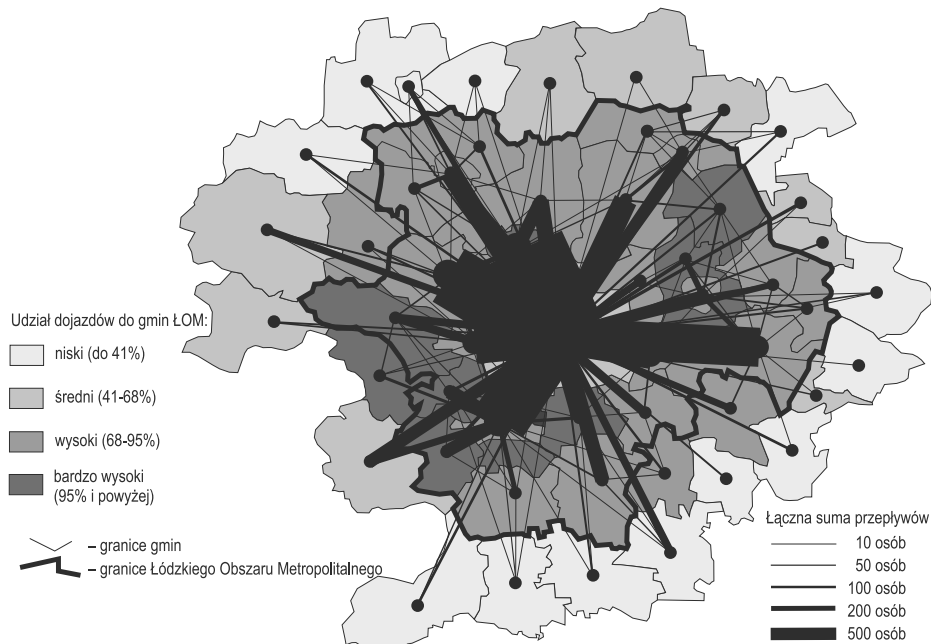 Udział dojazdów do gmin ŁOM:
niski (do 41%)
średni (41-68%)
wysoki (68-95%)
bardzo wysoki
(95% i powyżej)
– granice gmin
– granice Łódzkiego Obszaru Metropolitalnego
Łączna suma przepływów
10 osób
50 osób
100 osób
200 osób
500 osób